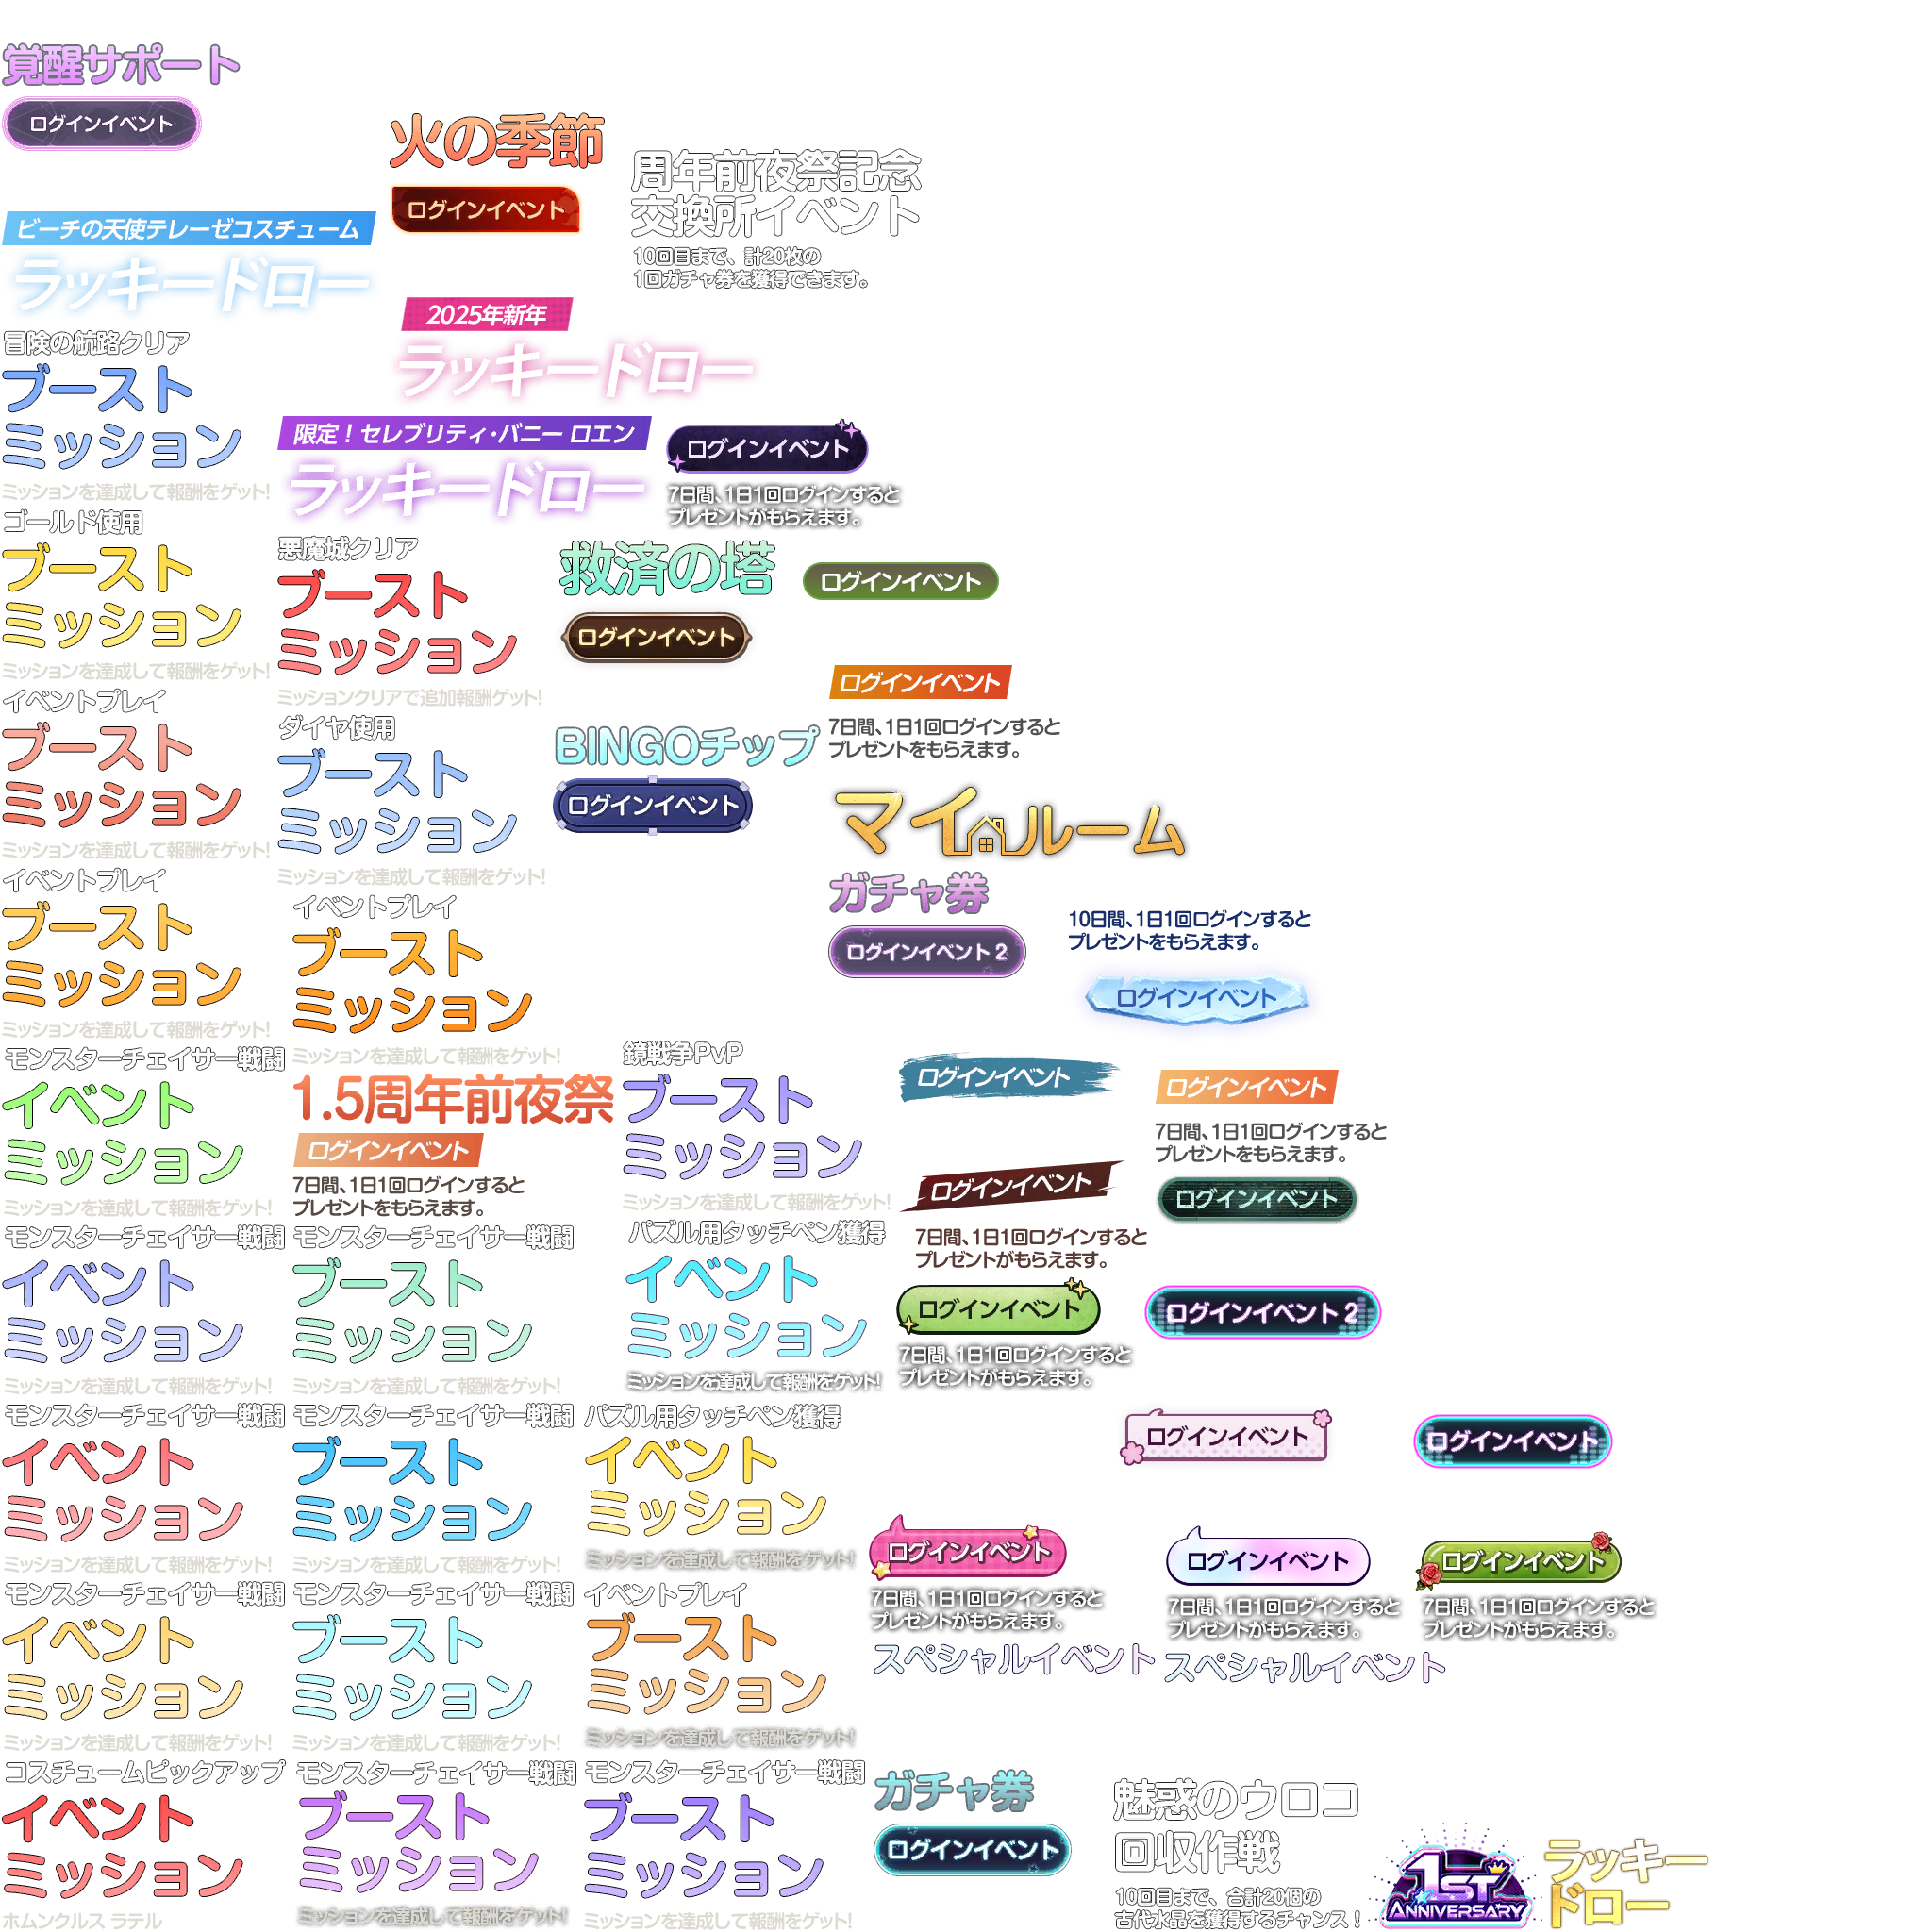 覚醒サポート
ログインイベント
火の季節
ログインイベント
周年前夜祭記念
交換所イベント
10回目まで、計20枚の
1回ガチャ券を獲得できます。
ビーチの天使テレーゼコスチューム
ラッキードロー
2025年新年
ラッキードロー
冒険の航路クリア
ブースト
ミッション
ミッションを達成して報酬をゲット!
限定！セレブリティ･バニー ロエン
ラッキードロー
ログインイベント
7日間、1日1回ログインすると
プレゼントがもらえます。
ゴールド使用
ブースト
ミッション
ミッションを達成して報酬をゲット!
悪魔城クリア
ブースト
ミッション
ミッションクリアで追加報酬ゲット!
救済の塔
ログインイベント
ログインイベント
ログインイベント
7日間、1日1回ログインすると
プレゼントをもらえます。
イベントプレイ
ブースト
ミッション
ミッションを達成して報酬をゲット!
ダイヤ使用
ブースト
ミッション
ミッションを達成して報酬をゲット!
BINGOチップ
ログインイベント
マイルーム
ガチャ券
ログインイベント 2
10日間、1日1回ログインすると
プレゼントをもらえます。
ログインイベント
イベントプレイ
ブースト
ミッション
ミッションを達成して報酬をゲット!
イベントプレイ
ブースト
ミッション
ミッションを達成して報酬をゲット!
モンスターチェイサー戦闘
イベント
ミッション
ミッションを達成して報酬をゲット!
1.5周年前夜祭
ログインイベント
7日間、1日1回ログインすると
プレゼントをもらえます。
鏡戦争PvP
ブースト
ミッション
ミッションを達成して報酬をゲット!
ログインイベント
ログインイベント
7日間、1日1回ログインすると
プレゼントをもらえます。
ログインイベント
7日間、1日1回ログインすると
プレゼントがもらえます。
ログインイベント
モンスターチェイサー戦闘
イベント
ミッション
ミッションを達成して報酬をゲット!
モンスターチェイサー戦闘
ブースト
ミッション
ミッションを達成して報酬をゲット!
パズル用タッチペン獲得
イベント
ミッション
ミッションを達成して報酬をゲット!
ログインイベント
7日間、1日1回ログインすると
プレゼントがもらえます。
ログインイベント 2
モンスターチェイサー戦闘
イベント
ミッション
ミッションを達成して報酬をゲット!
モンスターチェイサー戦闘
ブースト
ミッション
ミッションを達成して報酬をゲット!
パズル用タッチペン獲得
イベント
ミッション
ミッションを達成して報酬をゲット!
ログインイベント
ログインイベント
ログインイベント
7日間、1日1回ログインすると
プレゼントがもらえます。
スペシャルイベント
ログインイベント
7日間、1日1回ログインすると
プレゼントがもらえます。
スペシャルイベント
ログインイベント
7日間、1日1回ログインすると
プレゼントがもらえます。
モンスターチェイサー戦闘
イベント
ミッション
ミッションを達成して報酬をゲット!
モンスターチェイサー戦闘
ブースト
ミッション
ミッションを達成して報酬をゲット!
イベントプレイ
ブースト
ミッション
ミッションを達成して報酬をゲット!
コスチュームピックアップ
イベント
ミッション
ホムンクルス ラテル
モンスターチェイサー戦闘
ブースト
ミッション
ミッションを達成して報酬をゲット!
モンスターチェイサー戦闘
ブースト
ミッション
ミッションを達成して報酬をゲット!
ガチャ券
ログインイベント
魅惑のウロコ
回収作戦
10回目まで、合計20個の
古代水晶を獲得するチャンス！
1ST
ANNIVERSARY
ラッキー
ドロー